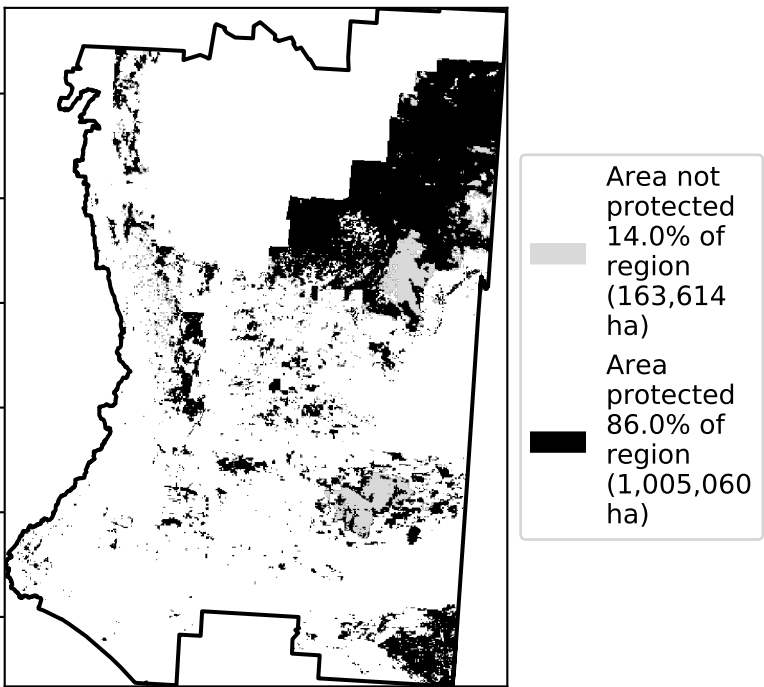 Area not
protected
14.0% of
region
(163,614
ha)
Area
protected
86.0% of
region
(1,005,060
ha)